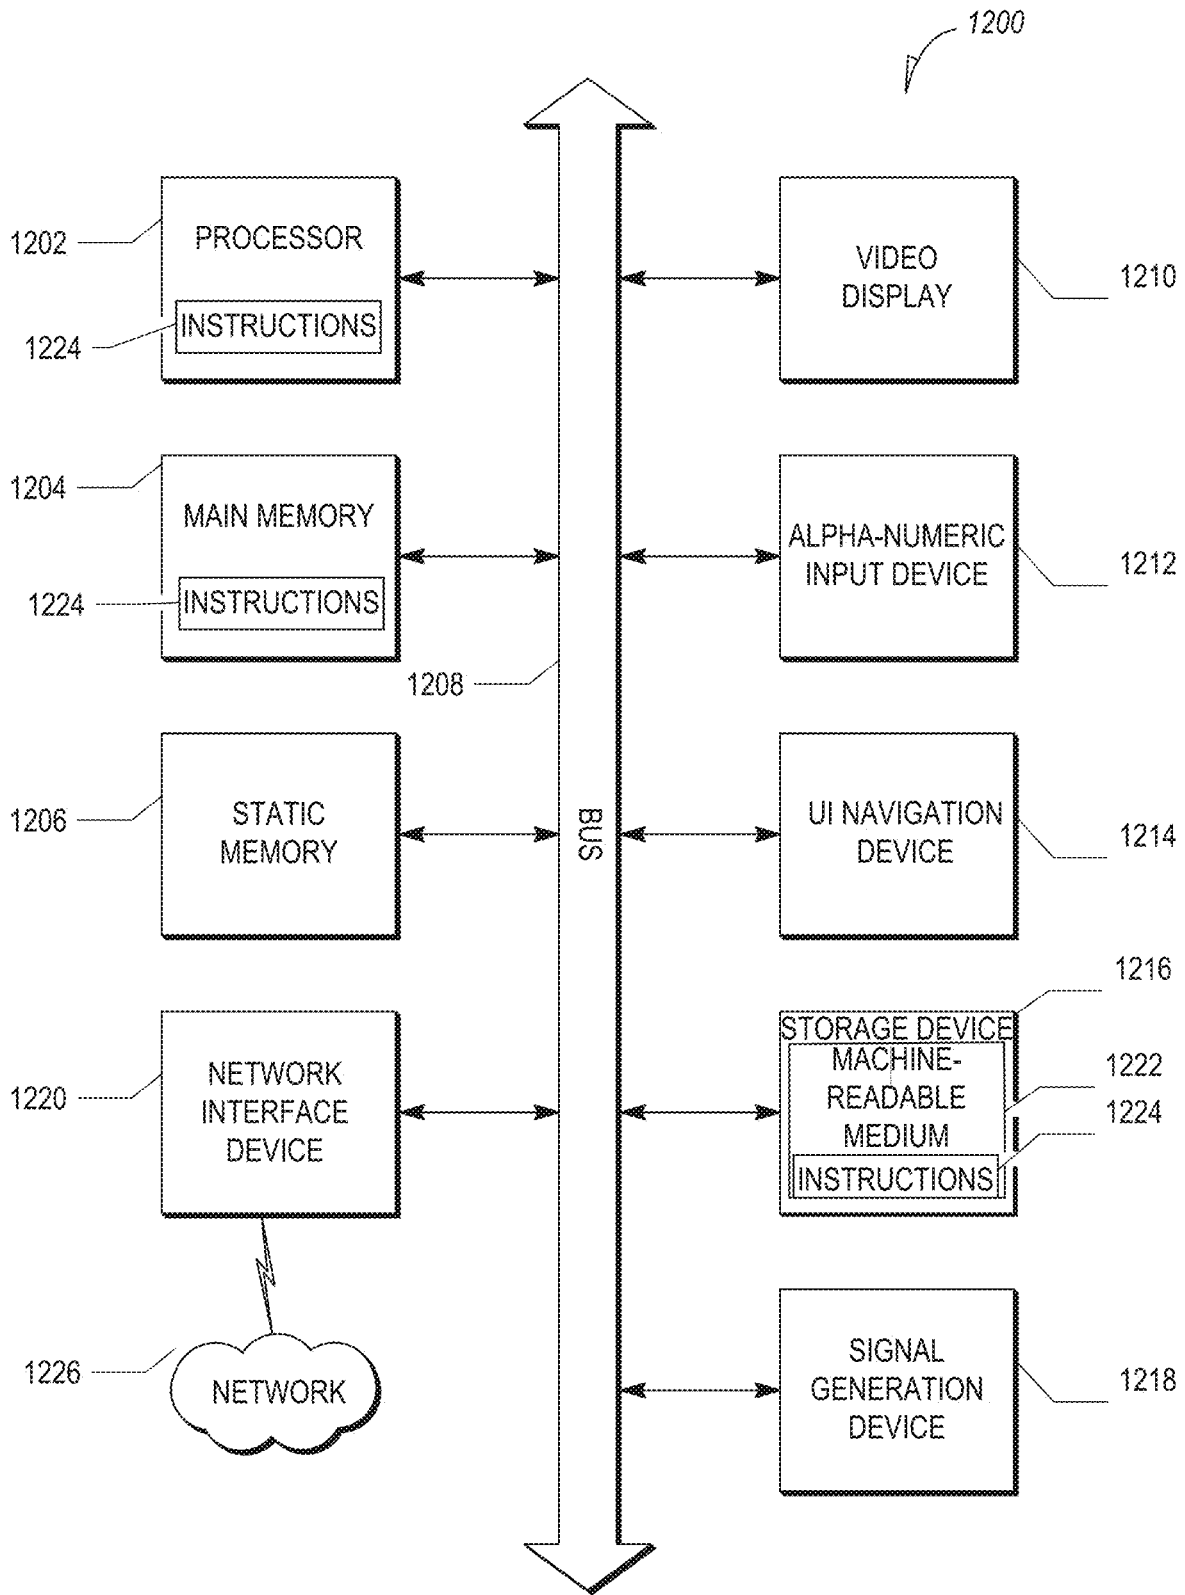 1200
1202
PROCESSOR
1224
INSTRUCTIONS
1204
MAIN MEMORY
1224
INSTRUCTIONS
1206
STATIC
MEMORY
1220
NETWORK
INTERFACE
DEVICE
1226
NETWORK
1208
BUS
VIDEO
DISPLAY
1210
ALPHA-NUMERIC
INPUT DEVICE
1212
UI NAVIGATION
DEVICE
1214
1216
STORAGE DEVICE
MACHINE-
READABLE
MEDIUM
1222
1224
INSTRUCTIONS
SIGNAL
GENERATION
DEVICE
1218